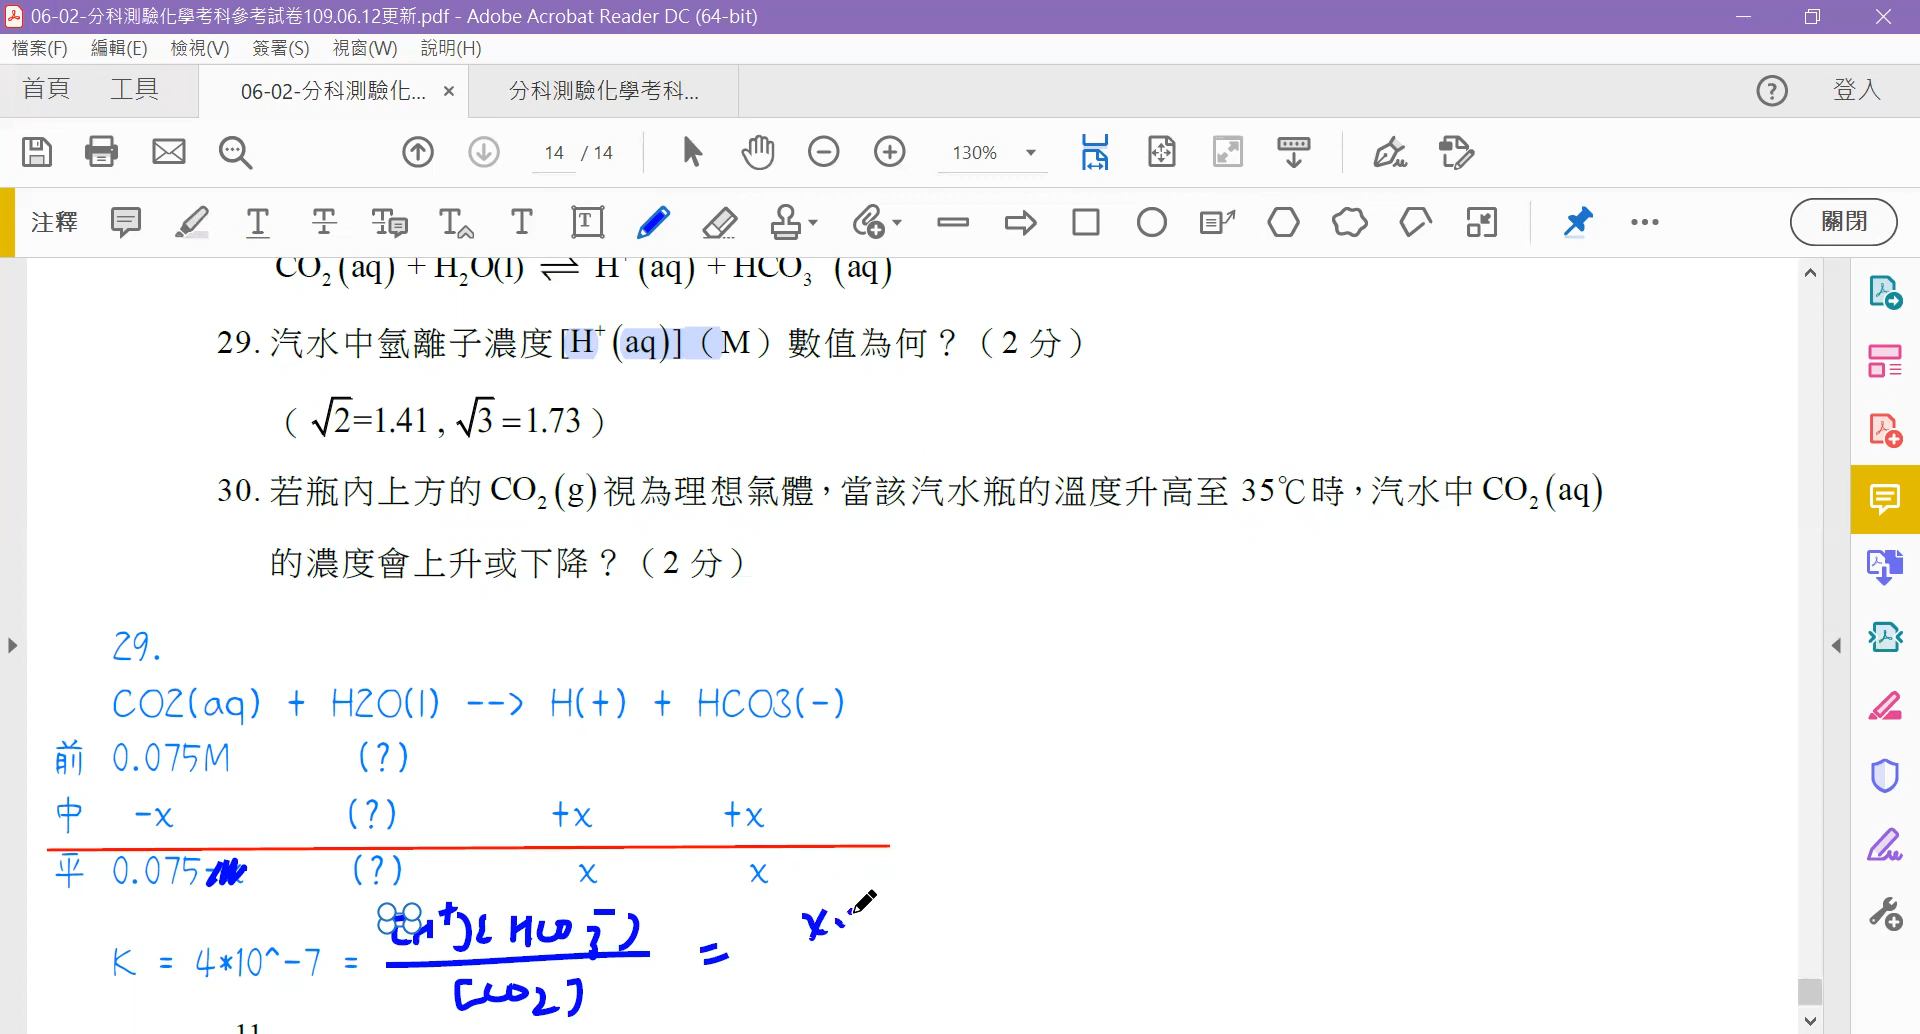 06-02-分科測驗化學考科參考試卷109.06.12更新.pdf - Adobe Acrobat Reader DC (64-bit)
檔案(F) 編輯(E) 檢視(V) 簽署(S) 視窗(W) 說明(H)
首頁 工具 06-02-分科測驗化... × 分科測驗化學考科... 登入
14 / 14 130%
注釋 關閉
CO₂(aq) + H₂O(l) ⇌ H⁺(aq) + HCO₃ (aq)
29. 汽水中氫離子濃度[H⁺(aq)]（M）數值為何？（2 分）
（√2=1.41 , √3 =1.73）
30. 若瓶內上方的 CO₂(g) 視為理想氣體，當該汽水瓶的溫度升高至 35℃時，汽水中 CO₂(aq)
的濃度會上升或下降？（2 分）
29.
CO2(aq) + H2O(l) --> H(+) + HCO3(-)
前 0.075M (?)
中 -x (?) +x +x
平 0.075 (?) x x
K = 4*10^-7 = [H⁺][HCO₃⁻] / [CO₂] = x·
11